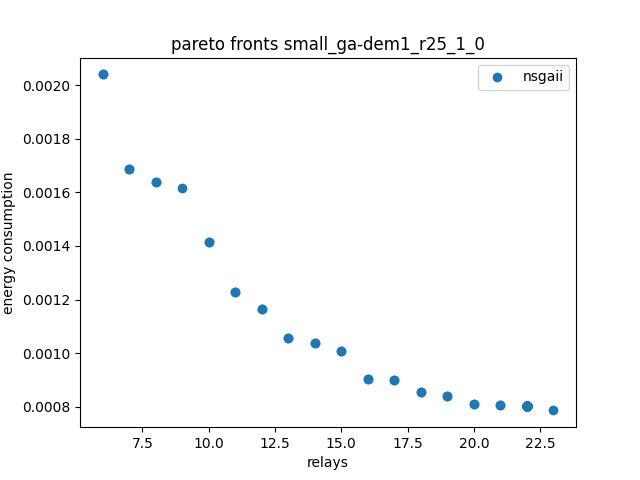 pareto fronts small_ga-dem1_r25_1_0
nsgaii
energy consumption
0.0020
0.0018
0.0016
0.0014
0.0012
0.0010
0.0008
7.5 10.0 12.5 15.0 17.5 20.0 22.5
relays